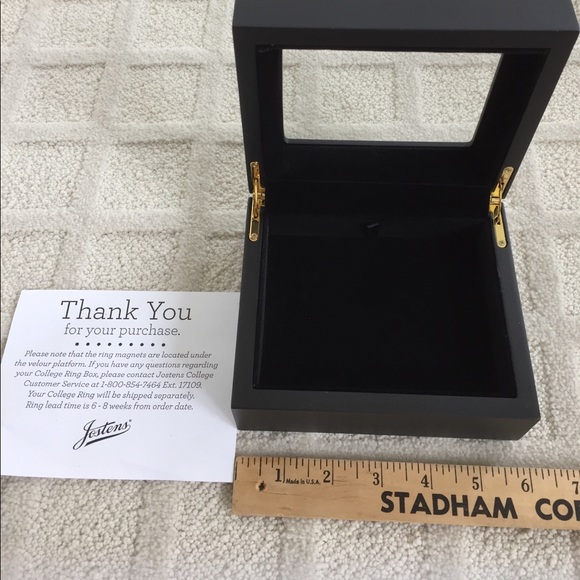 Thank You
for your purchase.
Please note that the ring magnets are located under
the velour platform. If you have any questions regarding
your College Ring Box, please contact Jostens College
Customer Service at 1-800-854-7464 Ext. 17109.
Your College Ring will be shipped separately.
Ring lead time is 6 - 8 weeks from order date.
Jostens®
1 2 3 4 5 6 7
Made in U.S.A.
STADHAM CO